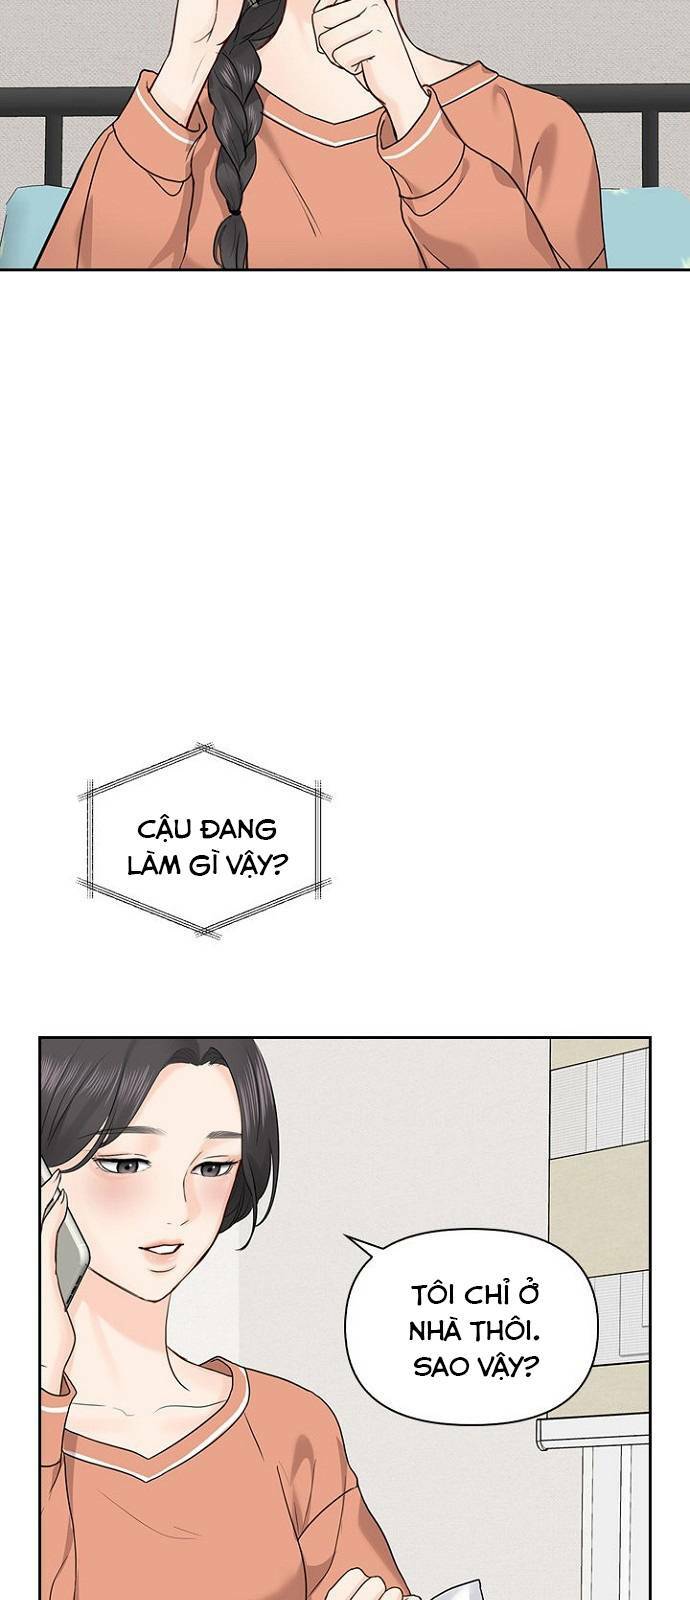 CẬU ĐANG
LÀM GÌ VẬY?
TÔI CHỈ Ở
NHÀ THÔI.
SAO VẬY?